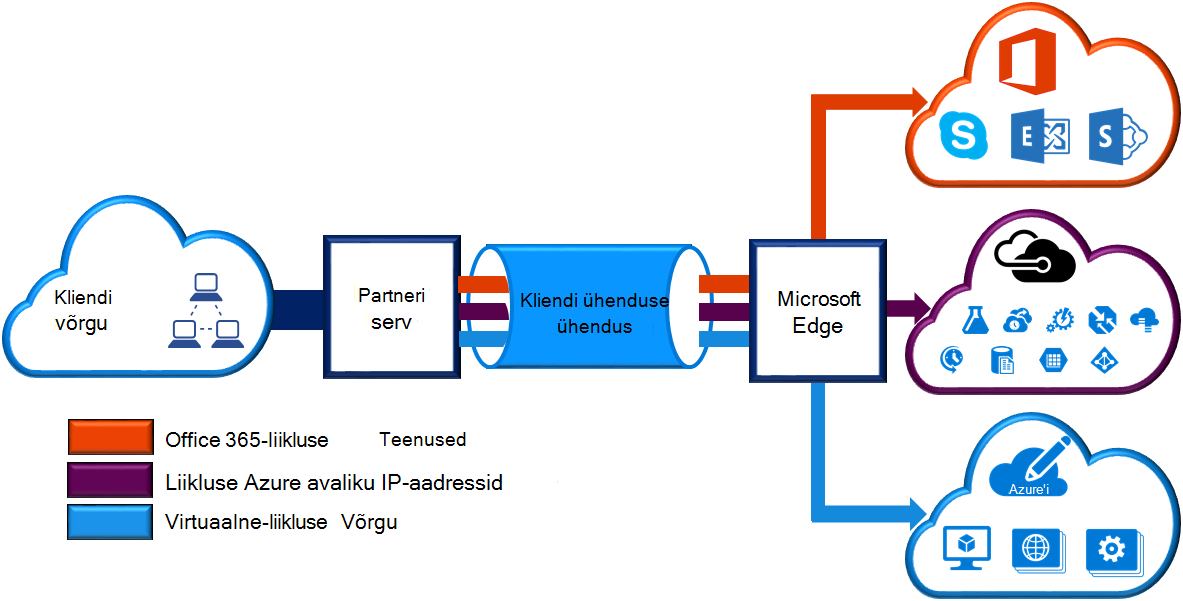 Kliendi
võrgu
Partneri
serv
Kliendi ühenduse
ühendus
Microsoft
Edge
S
E
S
Azure'i
Office 365-liikluse Teenused
Liikluse Azure avaliku IP-aadressid
Virtuaalne-liikluse Võrgu